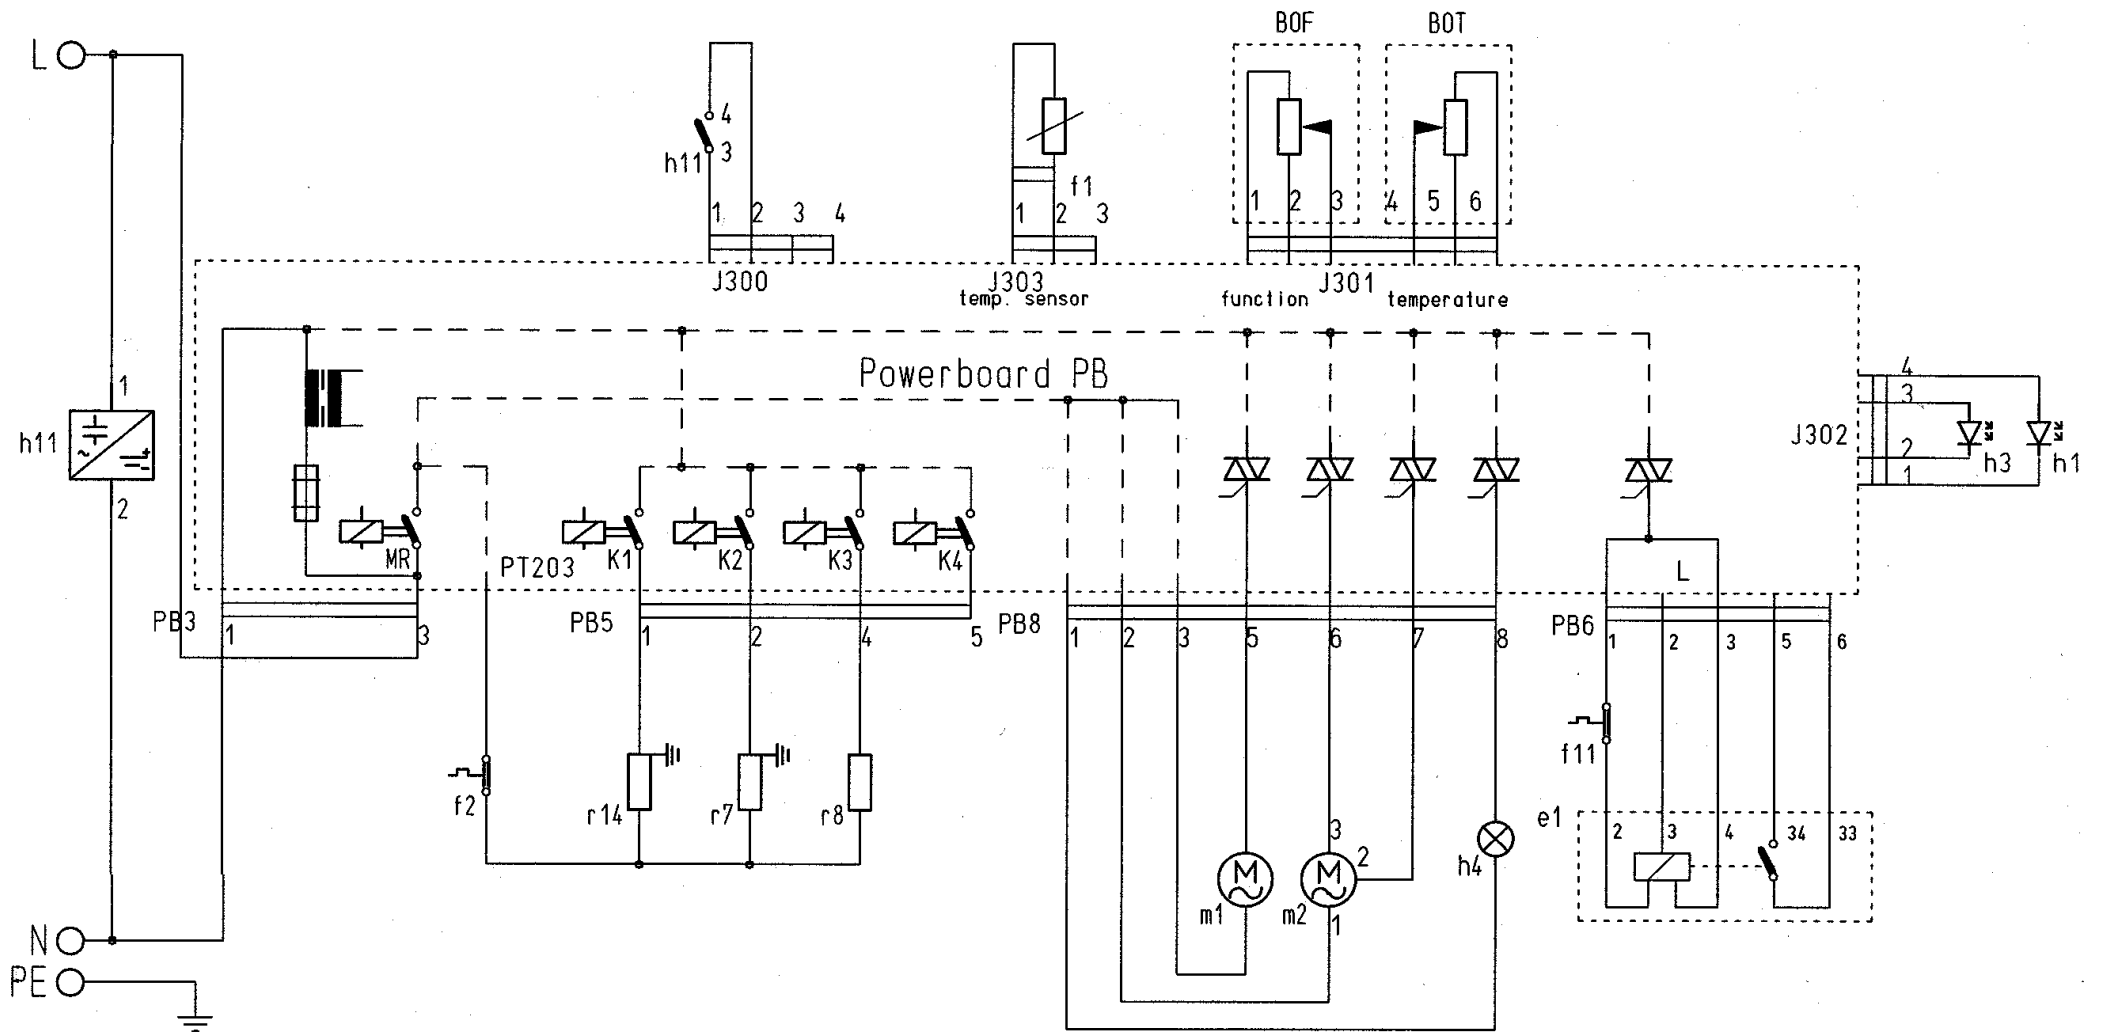 BOF BOT
L
4
3
h11
f1
1 2 3 4
1 2 3
1 2 3
4 5 6
J300
J303
J301
temp. sensor
function
temperature
Powerboard PB
1
h11
2
4
3
J302
2
1
h3
h1
MR
PT203
K1
K2
K3
K4
L
PB3
1
3
PB5
1
2
4
5
PB8
1
2
3
5
6
7
8
PB6
1
2
3
5
6
f11
f2
r14
r7
r8
e1
2
3
4
34
33
3
M
m1
M
2
m2
1
h4
N
PE